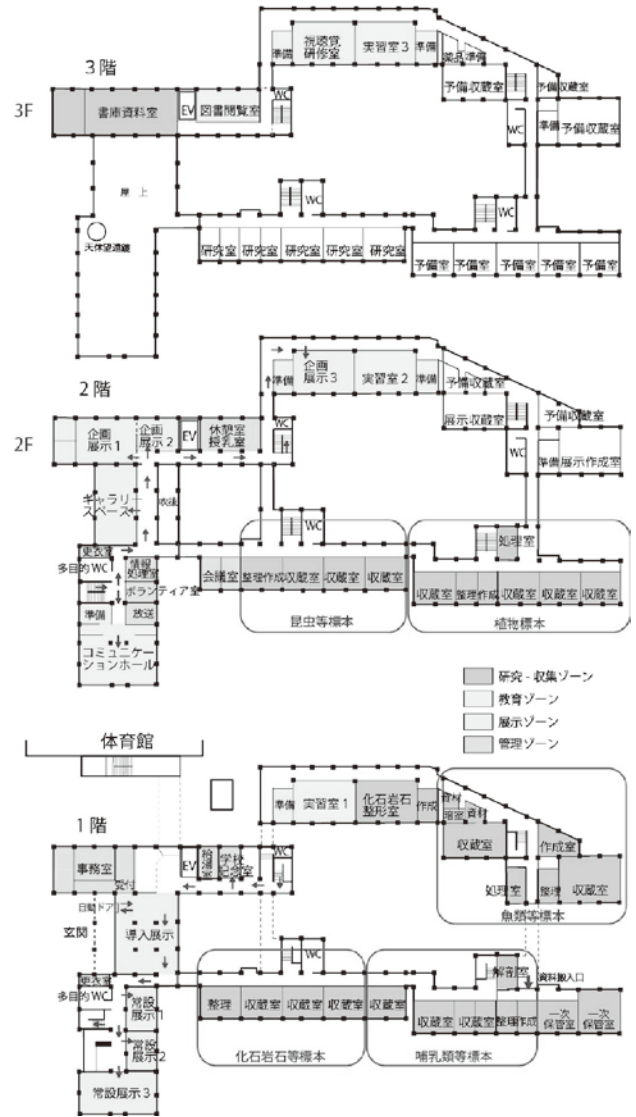 3階
3F
視聴覚
研修室
実習室3
準備
準備
薬品
準備
予備収蔵室
予備収蔵室
準備
予備収蔵室
WC
WC
書庫資料室
EV
図書閲覧室
屋上
天体望遠鏡
WC
WC
研究室
研究室
研究室
研究室
研究室
予備室
予備室
予備室
予備室
予備室
2階
2F
準備
企画
展示3
実習室2
準備
予備収蔵室
展示収蔵室
予備収蔵室
準備
展示作成室
WC
WC
企画
展示1
企画
展示2
EV
休憩室
授乳室
ギャラリ
スペース
更衣室
多目的WC
情報
処理室
ボランティア室
準備
放送
コミュニケー
ションホール
WC
処理室
会議室
整理作成
収蔵室
収蔵室
収蔵室
昆虫等標本
収蔵室
整理作成
収蔵室
収蔵室
収蔵室
植物標本
研究-収集ゾーン
教育ゾーン
展示ゾーン
管理ゾーン
体育館
1階
準備
実習室1
化石岩石
整形室
作成
資材
暗室
資材
収蔵室
作成室
処理室
整理
収蔵室
魚類等標本
事務室
受付
EV
給湯室
学校
記念室
WC
自動ドア
玄関
導入展示
更衣室
多目的WC
常設
展示1
常設
展示2
常設展示3
WC
整理
収蔵室
収蔵室
収蔵室
収蔵室
化石岩石等標本
解剖室
資料搬入口
収蔵室
収蔵室
整理作成
一次
保管室
一次
保管室
哺乳類等標本